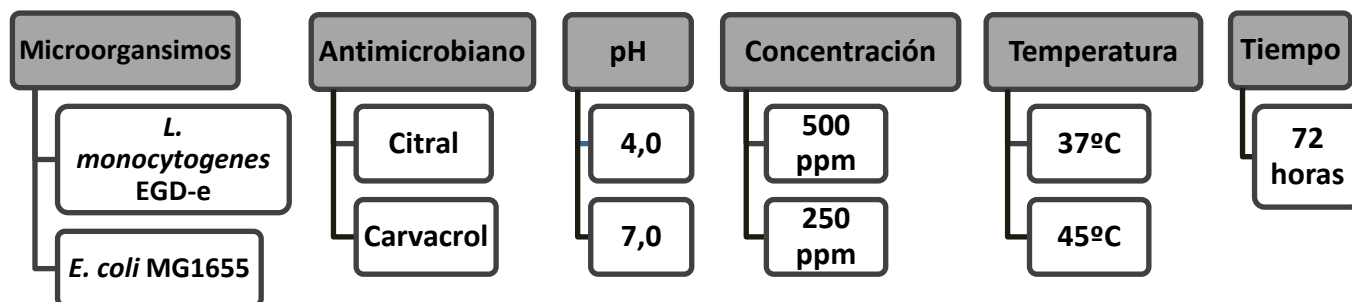 Microorgansimos
L.
monocytogenes
EGD-e
E. coli MG1655
Antimicrobiano
Citral
Carvacrol
pH
4,0
7,0
Concentración
500
ppm
250
ppm
Temperatura
37ºC
45ºC
Tiempo
72
horas